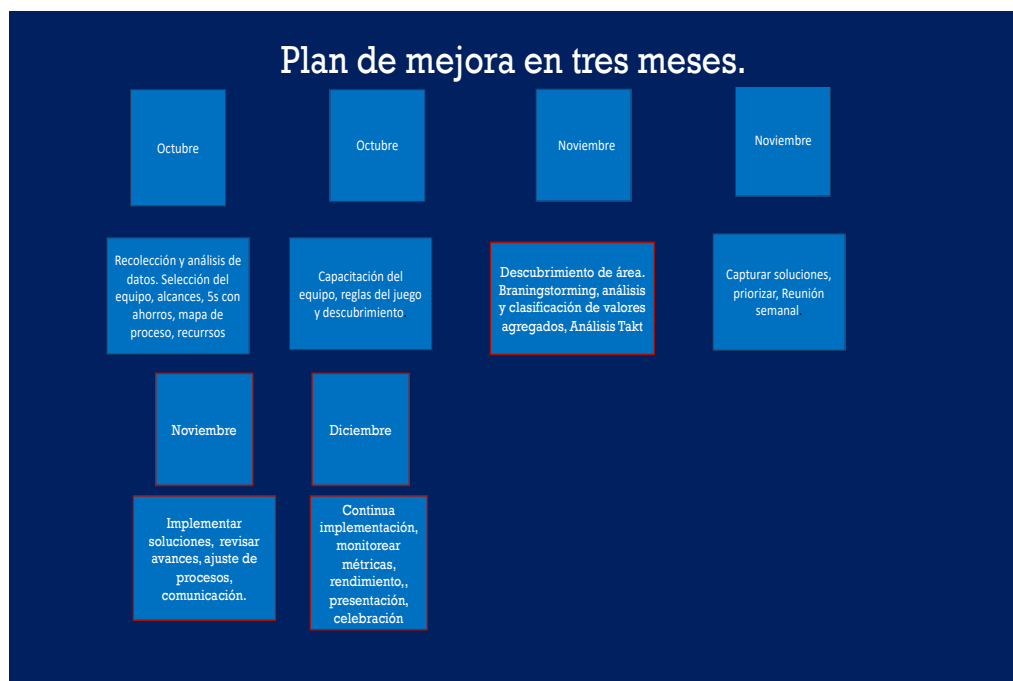 Plan de mejora en tres meses.
Octubre
Octubre
Noviembre
Noviembre
Recolección y análisis de
datos. Selección del
equipo, alcances, 5s con
ahorros, mapa de
proceso, recurrsos
Capacitación del
equipo, reglas del juego
y descubrimiento
Descubrimiento de área.
Braningstorming, análisis
y clasificación de valores
agregados, Análisis Takt
Capturar soluciones,
priorizar, Reunión
semanal.
Noviembre
Diciembre
Implementar
soluciones, revisar
avances, ajuste de
procesos,
comunicación.
Continua
implementación,
monitorear
métricas,
rendimiento,,
presentación,
celebración